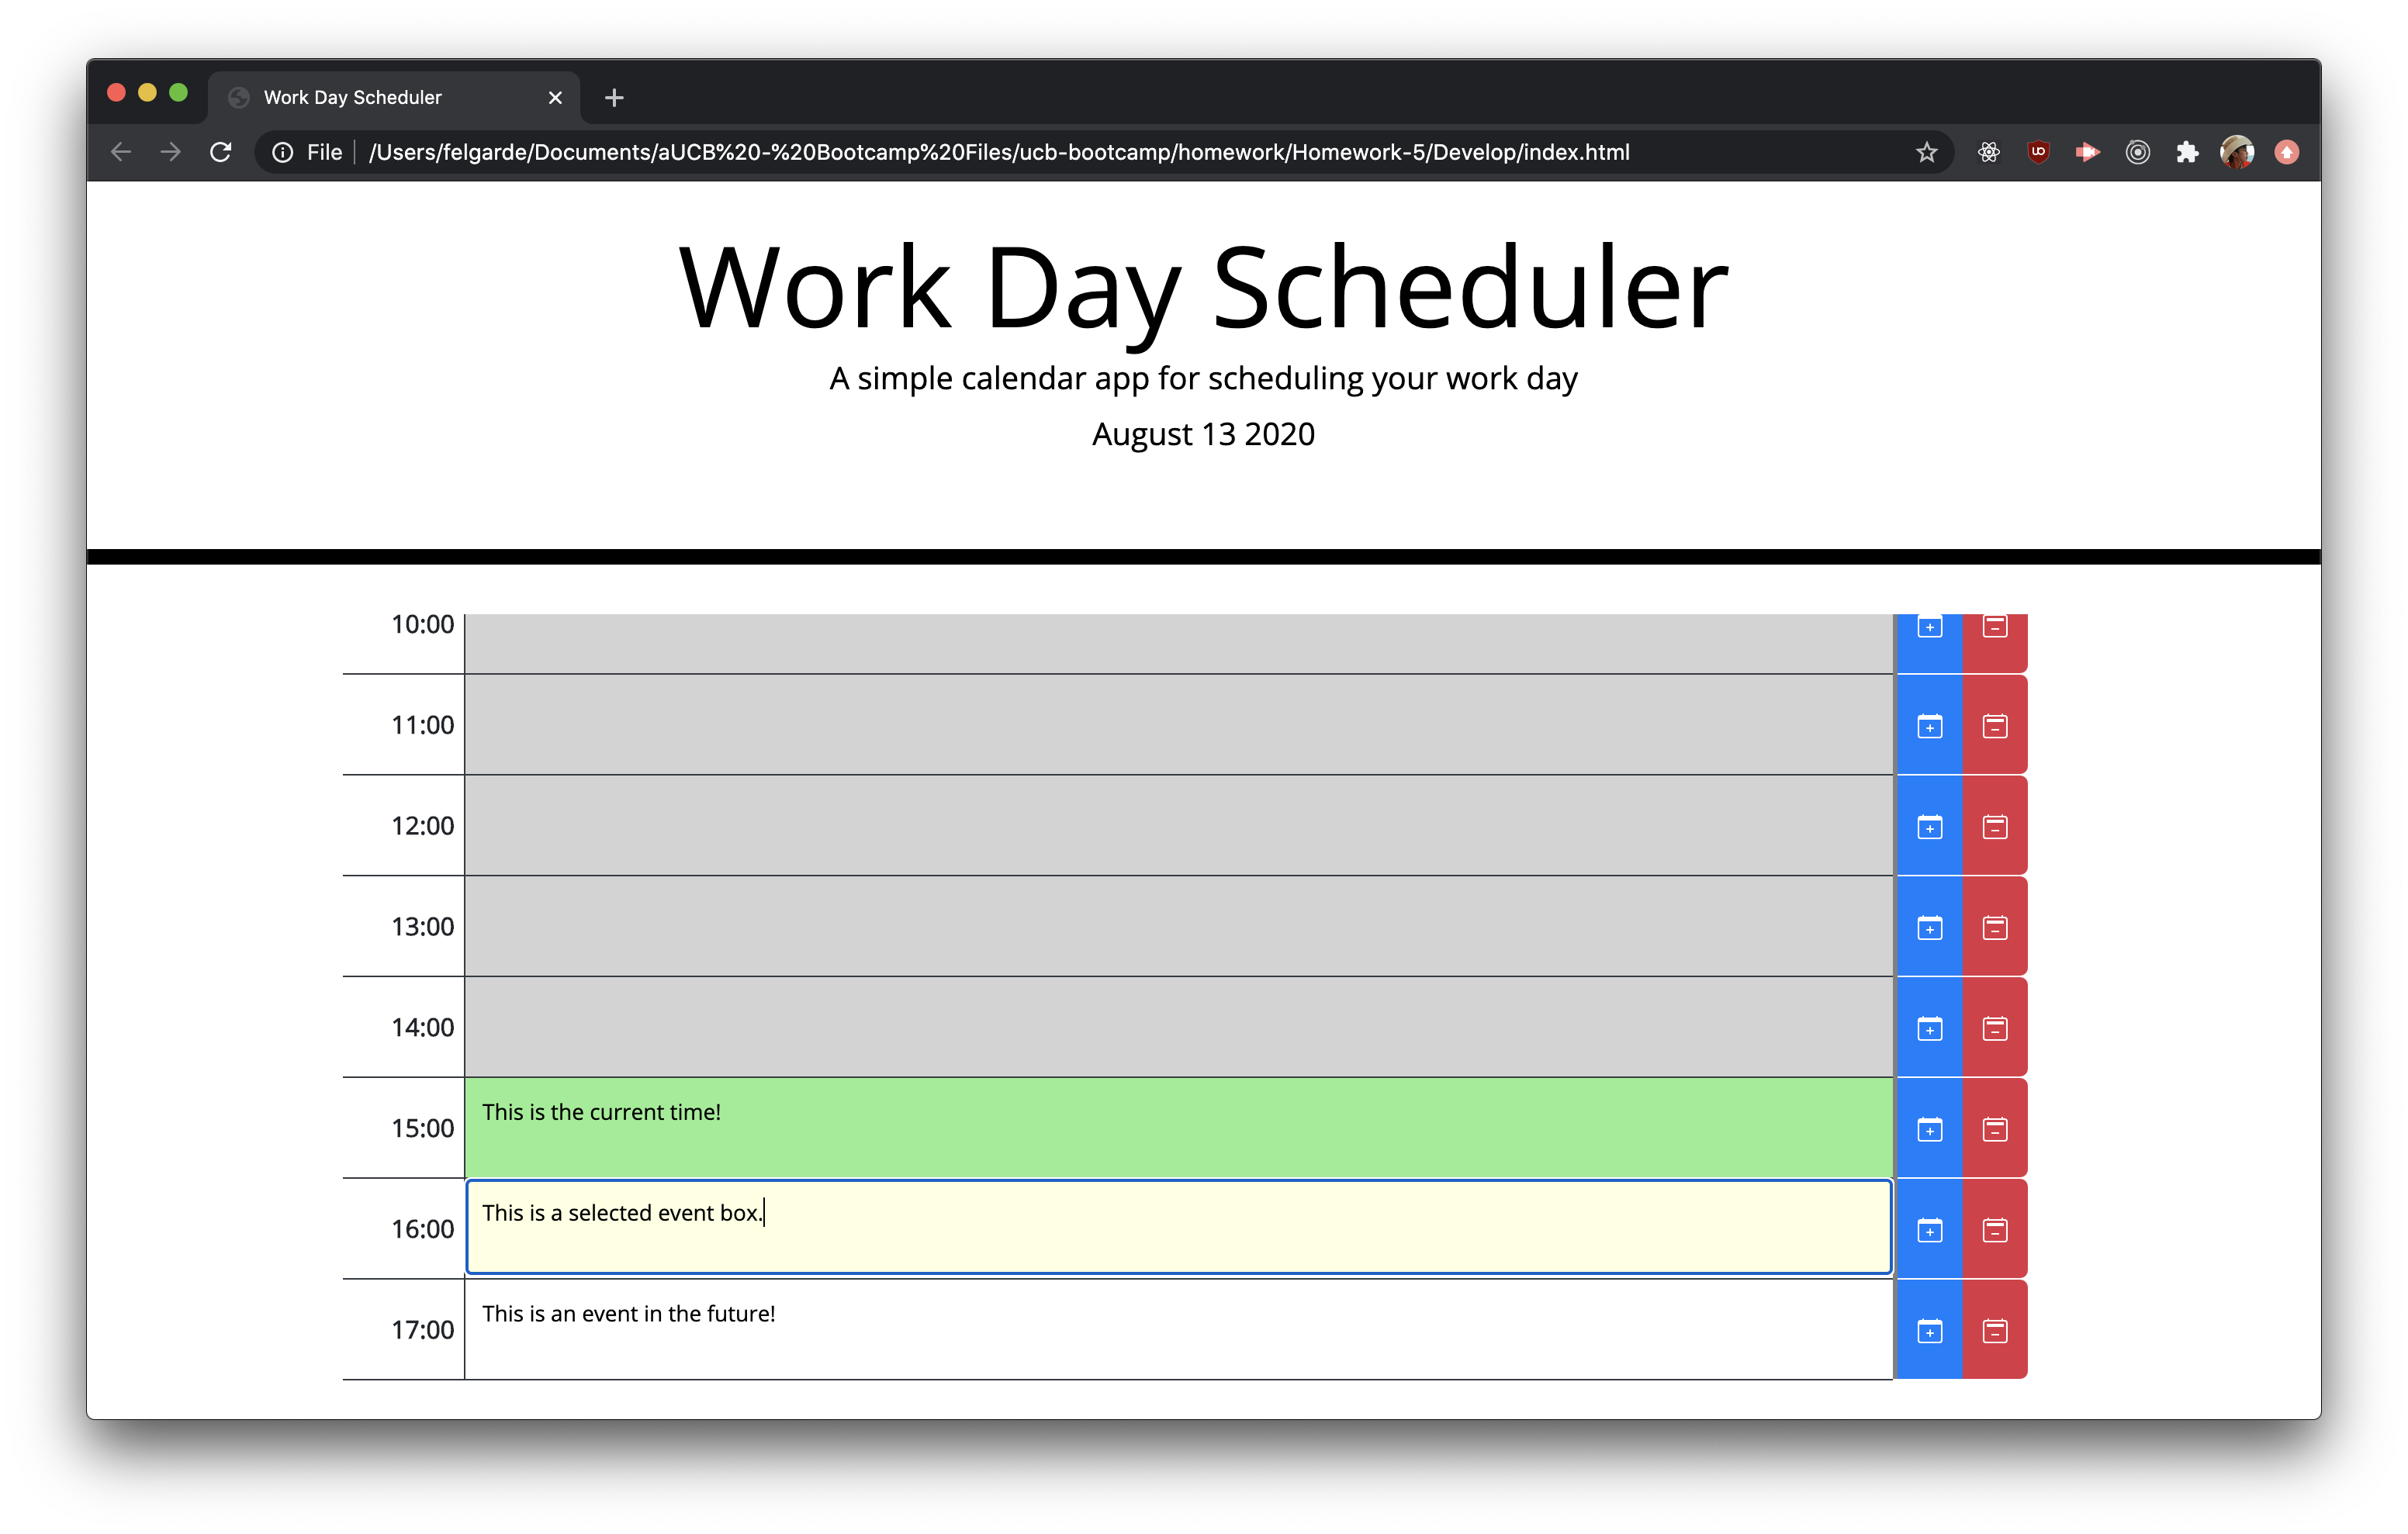 Work Day Scheduler
File /Users/felgarde/Documents/aUCB%20-%20Bootcamp%20Files/ucb-bootcamp/homework/Homework-5/Develop/index.html
Work Day Scheduler
A simple calendar app for scheduling your work day
August 13 2020
10:00
11:00
12:00
13:00
14:00
15:00 This is the current time!
16:00 This is a selected event box.
17:00 This is an event in the future!